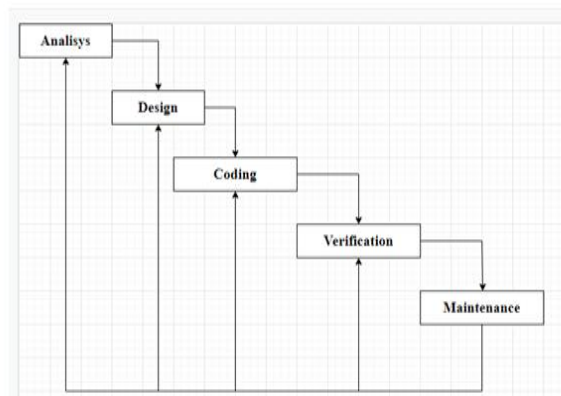 Analisys
Design
Coding
Verification
Maintenance